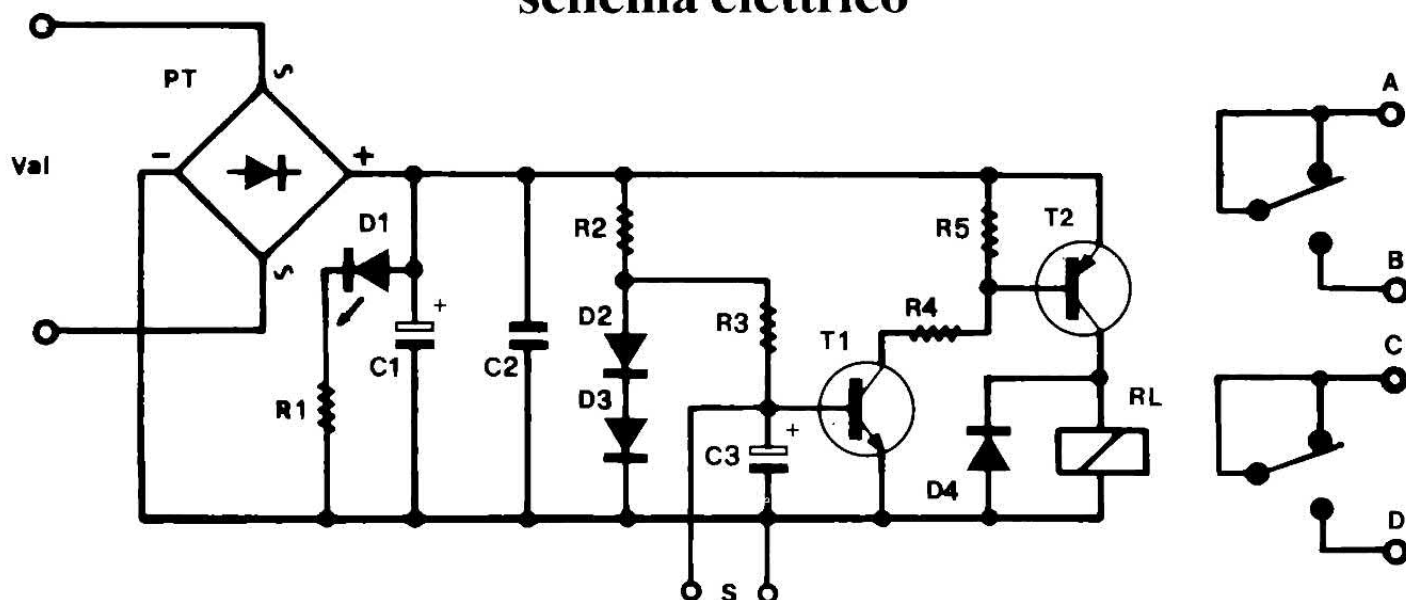 schema elettrico
PT
S
Val
-
+
S
D1
+
C1
R1
C2
R2
D2
D3
R3
+
C3
S
T1
R4
R5
T2
D4
RL
A
B
C
D